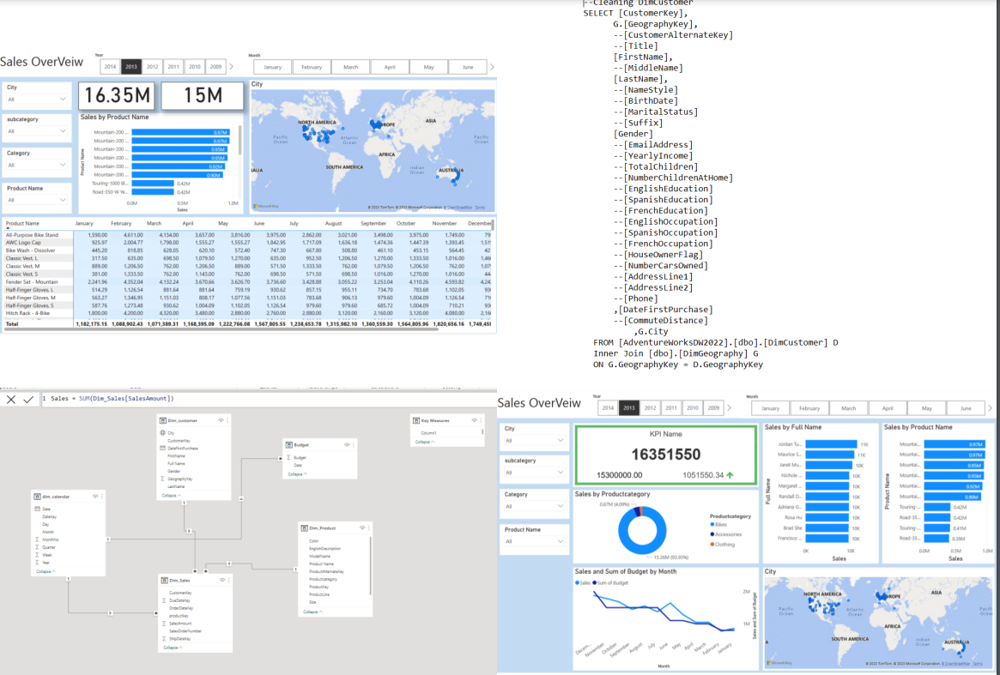 Sales OverVeiw
Year
2014 2013 2012 2011 2010 2009
Month
January February March April May June
City
All
subcategory
All
Category
All
Product Name
All
16.35M
15M
Sales by Product Name
Product Name
Mountain-200 ... 0.97M
Mountain-200 ... 0.97M
Mountain-200 ... 0.95M
Mountain-200 ... 0.95M
Mountain-200 ... 0.92M
Mountain-200 ... 0.90M
Touring-1000 Bl... 0.42M
Road-350-W Ye... 0.42M
0.0M 0.5M 1.0M
Sales
City
NORTH AMERICA
EUROPE
ASIA
Pacific Ocean
Atlantic Ocean
Pacific Ocean
AFRICA
SOUTH AMERICA
Indian Ocean
AUSTRALIA
ALIA
Product Name January February March April May June July August September October November December
All-Purpose Bike Stand 1,590.00 4,611.00 4,134.00 3,657.00 3,816.00 3,975.00 2,862.00 3,021.00 3,498.00 3,975.00 1,749.00 79
AWC Logo Cap 925.97 2,004.77 1,798.00 1,555.27 1,555.27 1,842.95 1,717.09 1,636.18 1,474.36 1,447.39 1,393.45 1,51
Bike Wash - Dissolver 445.20 818.85 628.05 620.10 572.40 747.30 667.80 508.80 461.10 453.15 564.45 42
Classic Vest, L 317.50 635.00 698.50 1,079.50 1,270.00 635.00 952.50 1,206.50 1,270.00 1,333.50 1,016.00 1,46
Classic Vest, M 889.00 1,206.50 762.00 1,206.50 889.00 571.50 1,333.50 762.00 1,079.50 1,206.50 762.00 1,07
Classic Vest, S 381.00 1,333.50 762.00 1,143.00 762.00 698.50 571.50 698.50 1,016.00 1,270.00 1,016.00 44
Fender Set - Mountain 2,241.96 4,352.04 4,132.24 3,670.66 3,626.70 3,736.60 3,428.88 3,055.22 3,253.04 4,110.26 4,593.82 4,24
Half-Finger Gloves, L 514.29 1,126.54 881.64 881.64 759.19 930.62 857.15 955.11 734.70 783.68 1,102.05 93
Half-Finger Gloves, M 563.27 1,346.95 1,151.03 808.17 1,077.56 1,151.03 783.68 906.13 979.60 1,004.09 1,126.54 71
Half-Finger Gloves, S 587.76 1,273.48 930.62 1,004.09 1,102.05 1,126.54 979.60 979.60 685.72 1,004.09 710.21 93
Hitch Rack - 4-Bike 1,800.00 4,200.00 4,320.00 3,480.00 2,880.00 2,760.00 2,880.00 3,120.00 2,160.00 3,120.00 4,080.00 2,16
Total 1,182,175.15 1,088,902.43 1,071,389.31 1,168,395.09 1,222,766.08 1,567,805.55 1,238,653.78 1,315,982.10 1,360,559.30 1,564,805.96 1,820,656.16 1,749,459
--Cleaning DimCustomer
SELECT [CustomerKey],
G.[GeographyKey],
--[CustomerAlternateKey]
--[Title]
[FirstName],
--[MiddleName]
[LastName],
--[NameStyle]
--[BirthDate]
--[MaritalStatus]
--[Suffix]
[Gender]
--[EmailAddress]
--[YearlyIncome]
--[TotalChildren]
--[NumberChildrenAtHome]
--[EnglishEducation]
--[SpanishEducation]
--[FrenchEducation]
--[EnglishOccupation]
--[SpanishOccupation]
--[FrenchOccupation]
--[HouseOwnerFlag]
--[NumberCarsOwned]
--[AddressLine1]
--[AddressLine2]
--[Phone]
,[DateFirstPurchase]
--[CommuteDistance]
,G.City
FROM [AdventureWorksDW2022].[dbo].[DimCustomer] D
Inner Join [dbo].[DimGeography] G
ON G.GeographyKey = D.GeographyKey
1 Sales = SUM(Dim_Sales[SalesAmount])
Dim_customer
City
CustomerKey
DateFirstPurchase
FirstName
Full Name
Gender
GeographyKey
LastName
Collapse
Budget
Budget
Date
Collapse
Key Measures
Column1
Collapse
dim_calendar
Date
DateKey
Day
Month
MonthNo
Quarter
Week
Year
Collapse
Dim_Product
Color
EnglishDescription
ModelName
Product Name
ProductAlternateKey
Productcategory
ProductKey
ProductLine
Size
Collapse
Dim_Sales
CustomerKey
DueDateKey
OrderDateKey
productkey
SalesAmount
SalesOrderNumber
ShipDateKey
Collapse
Sales OverVeiw
Year
2014 2013 2012 2011 2010 2009
Month
January February March April May June
City
All
subcategory
All
Category
All
Product Name
All
KPI Name
16351550
15300000.00 1051550.34
Sales by Productcategory
0.67M (4.09%)
15.36M (93.93%)
Productcategory
Bikes
Accessories
Clothing
Sales by Full Name
Full Name
Jordan Tu... 11K
Maurice S... 11K
Janet Mu... 10K
Nichole ... 10K
Margaret ... 10K
Randall D... 10K
Adriana G... 10K
Rosa Hu 10K
Brad She 10K
Francisco ... 10K
0K 10K
Sales
Sales by Product Name
Product Name
Mountai... 0.97M
Mountai... 0.97M
Mountai... 0.95M
Mountai... 0.95M
Mountai... 0.92M
Mountai... 0.90M
Touring-... 0.42M
Road-35... 0.42M
Touring-... 0.41M
Road-35... 0.39M
0.0M 0.5M 1.0M
Sales
Sales and Sum of Budget by Month
Sales Sum of Budget
2M
1M
Sales and Sum of Budget
Decem... November October September August July June May April March February January
Month
City
NORTH AMERICA
EUROPE
ASIA
Pacific Ocean
Atlantic Ocean
AFRICA
SOUTH AMERICA
Indian Ocean
AUSTRALIA